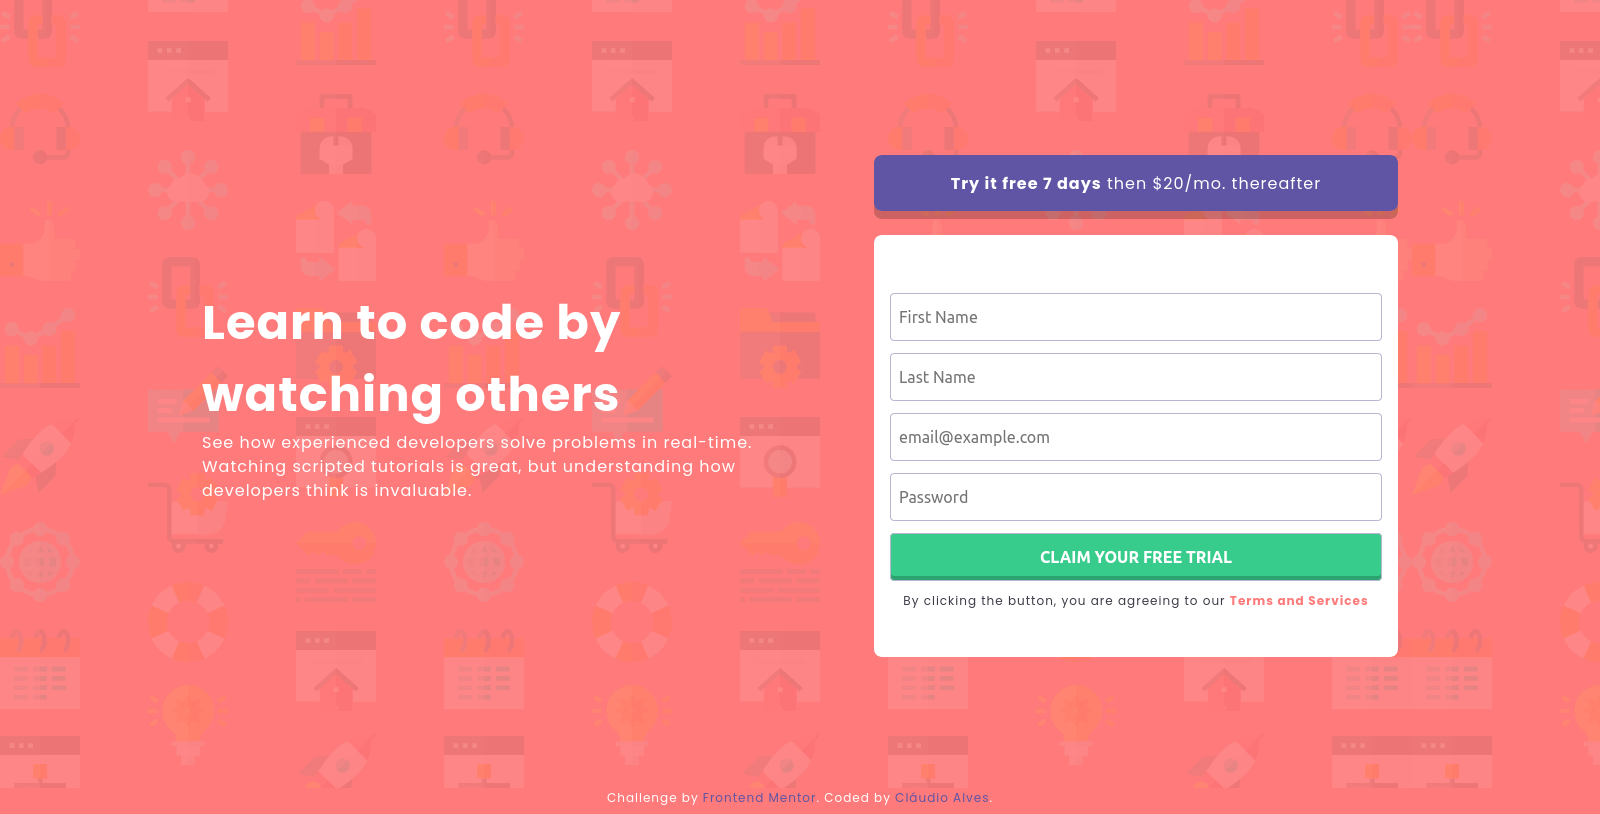 Try it free 7 days then $20/mo. thereafter
Learn to code by
watching others
See how experienced developers solve problems in real-time.
Watching scripted tutorials is great, but understanding how
developers think is invaluable.
First Name
Last Name
email@example.com
Password
CLAIM YOUR FREE TRIAL
By clicking the button, you are agreeing to our Terms and Services
Challenge by Frontend Mentor. Coded by Cláudio Alves.